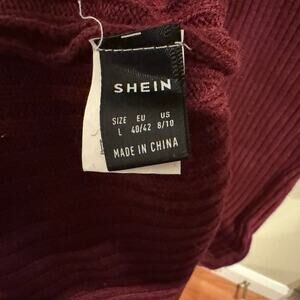 SHEIN
SIZE EU US
L 40/42 8/10
MADE IN CHINA